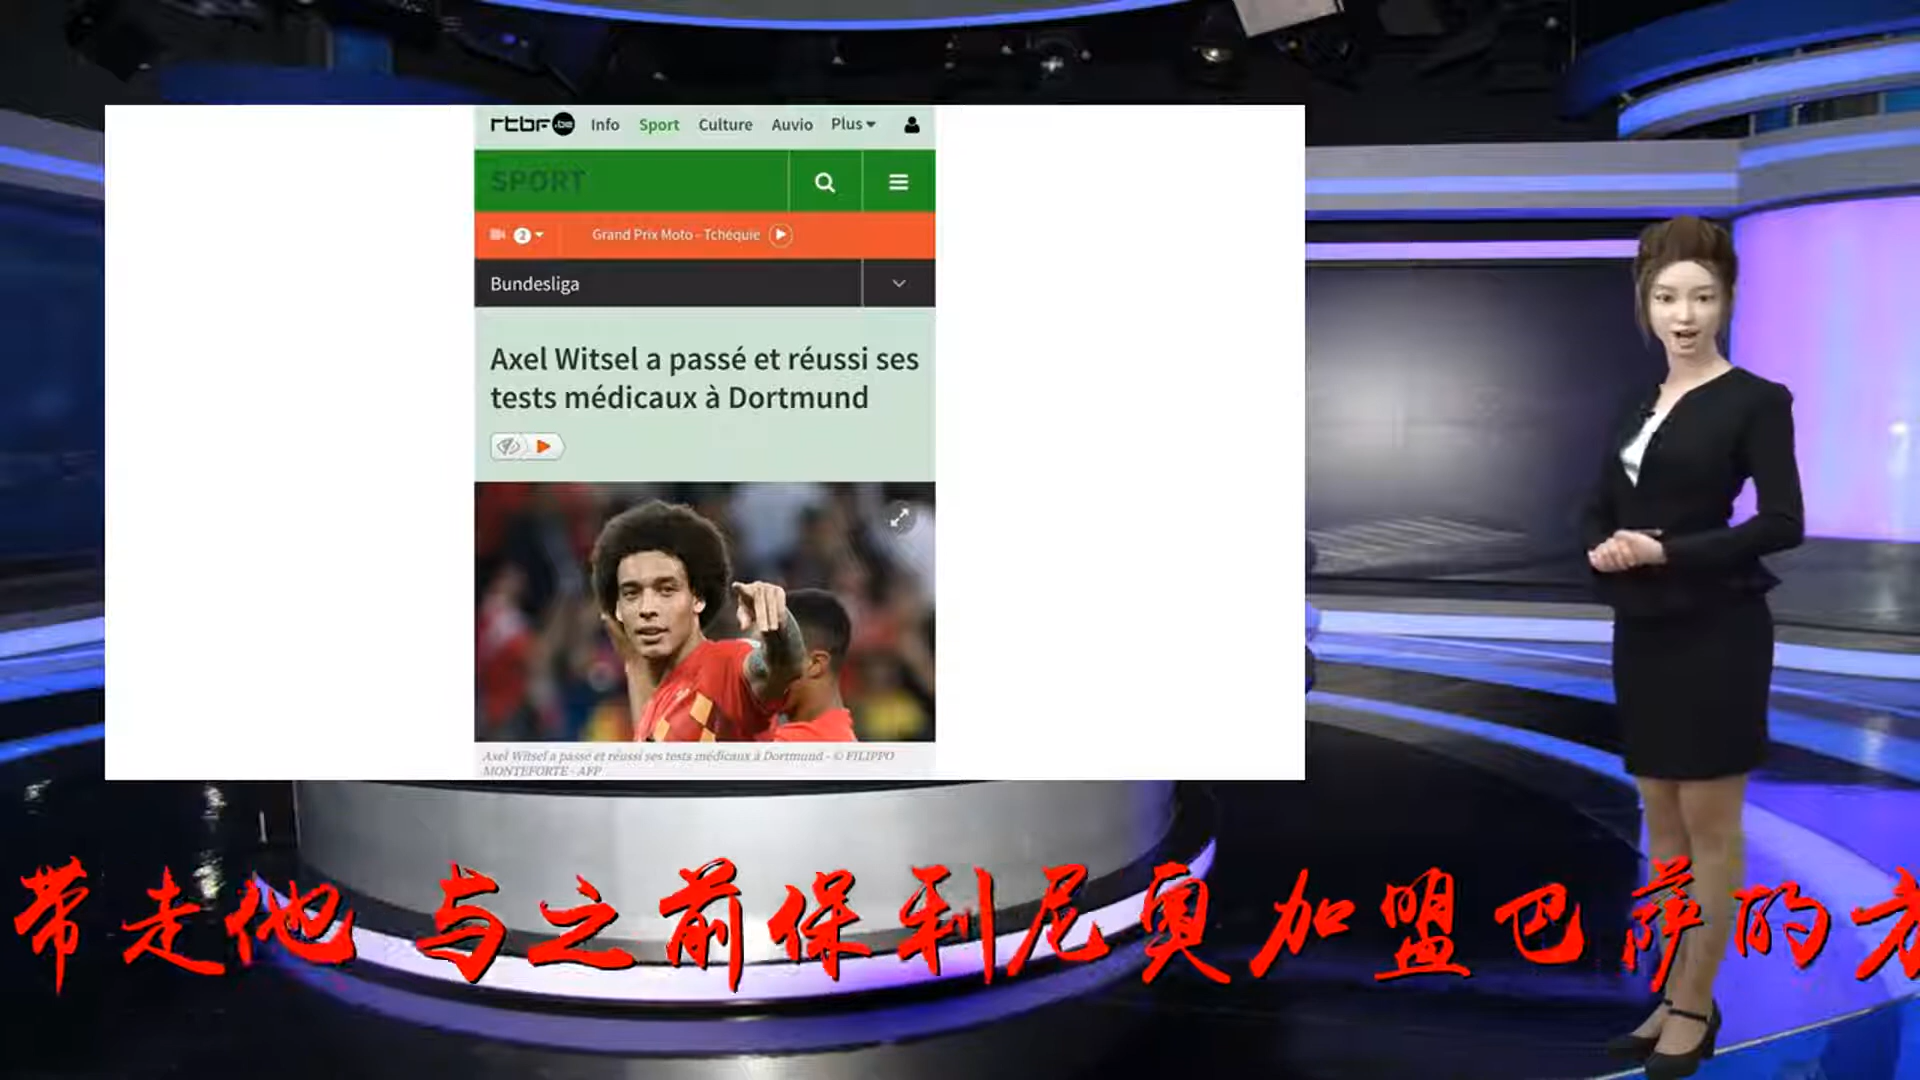 rtbf.be Info Sport Culture Auvio Plus
SPORT
2 Grand Prix Moto - Tchéquie
Bundesliga
Axel Witsel a passé et réussi ses
tests médicaux à Dortmund
Axel Witsel a passé et réussi ses tests médicaux à Dortmund - © FILIPPO
MONTEFORTE - AFP
带走他 与之前保利尼奥加盟巴萨的